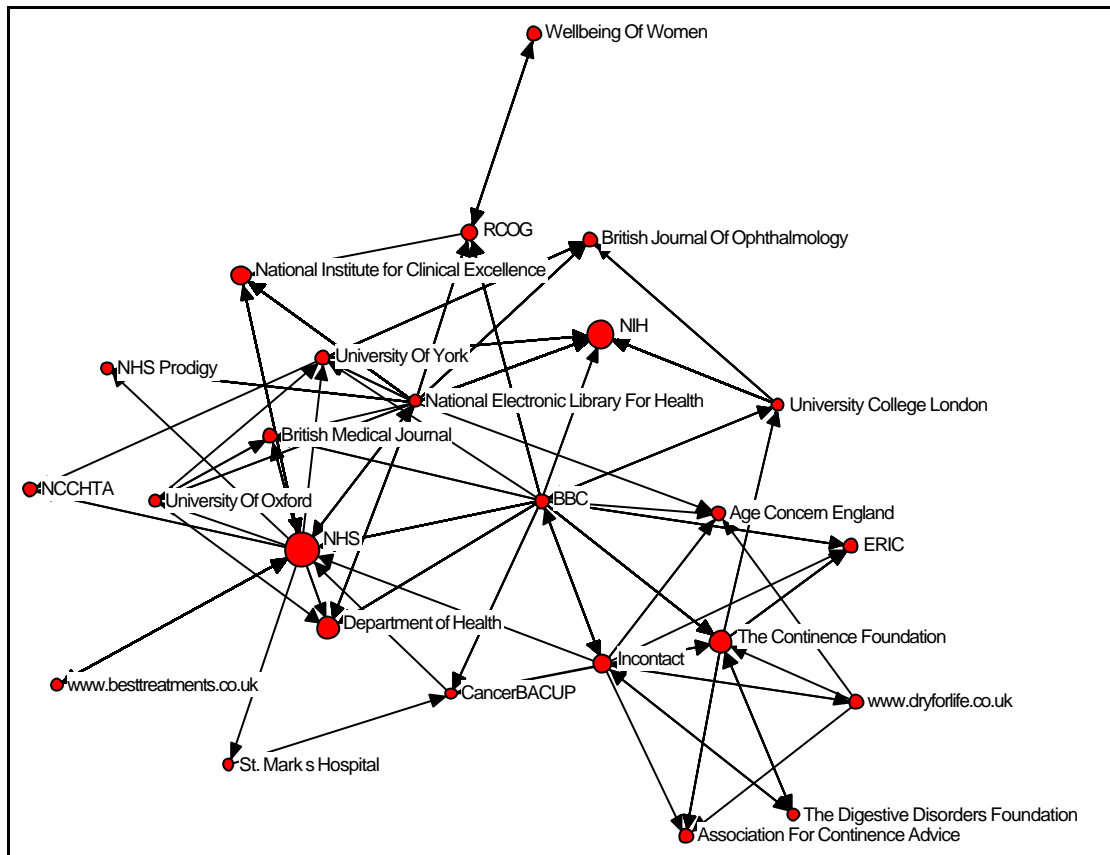 Wellbeing Of Women
RCOG
British Journal Of Ophthalmology
National Institute for Clinical Excellence
NIH
University Of York
NHS Prodigy
National Electronic Library For Health
University College London
British Medical Journal
NCCHTA
University Of Oxford
BBC
Age Concern England
NHS
ERIC
Department of Health
The Continence Foundation
Incontact
www.besttreatments.co.uk
CancerBACUP
www.dryforlife.co.uk
St. Mark s Hospital
The Digestive Disorders Foundation
Association For Continence Advice